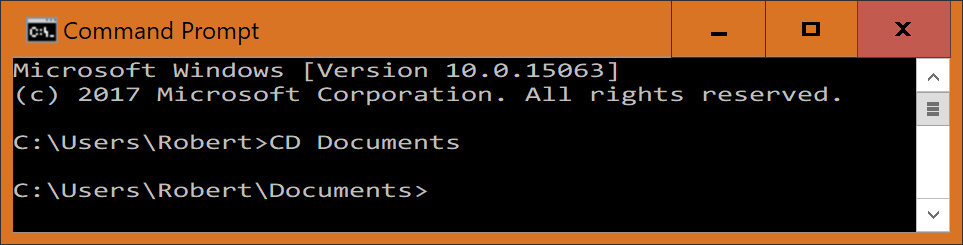 Command Prompt
Microsoft Windows [Version 10.0.15063]
(c) 2017 Microsoft Corporation. All rights reserved.
C:\Users\Robert>CD Documents
C:\Users\Robert\Documents>